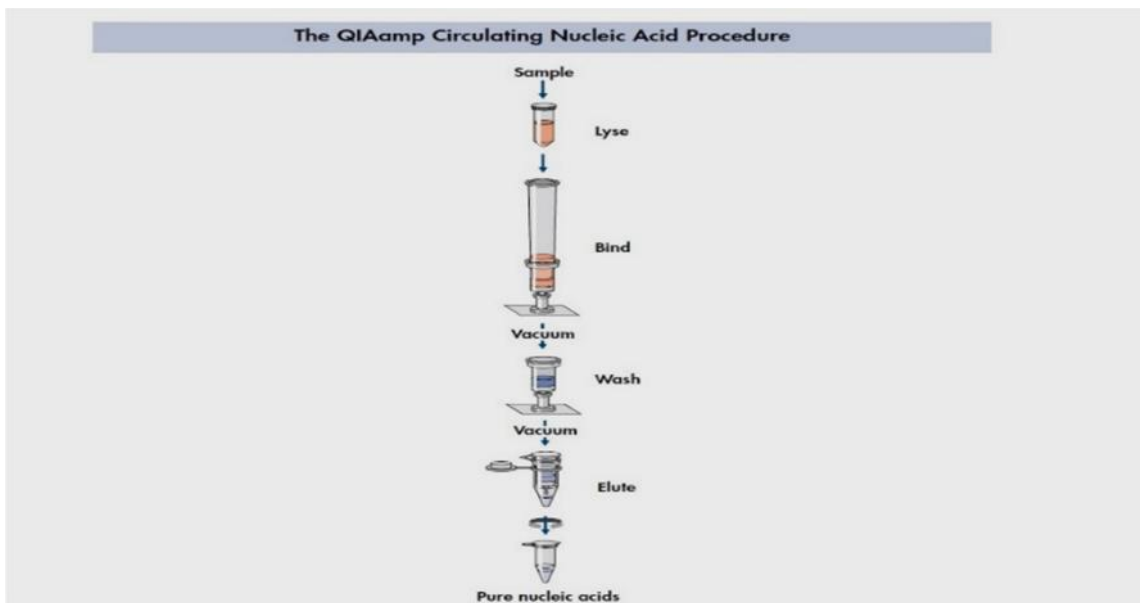 The QIAamp Circulating Nucleic Acid Procedure
Sample
Lyse
Bind
Vacuum
Wash
Vacuum
Elute
Pure nucleic acids